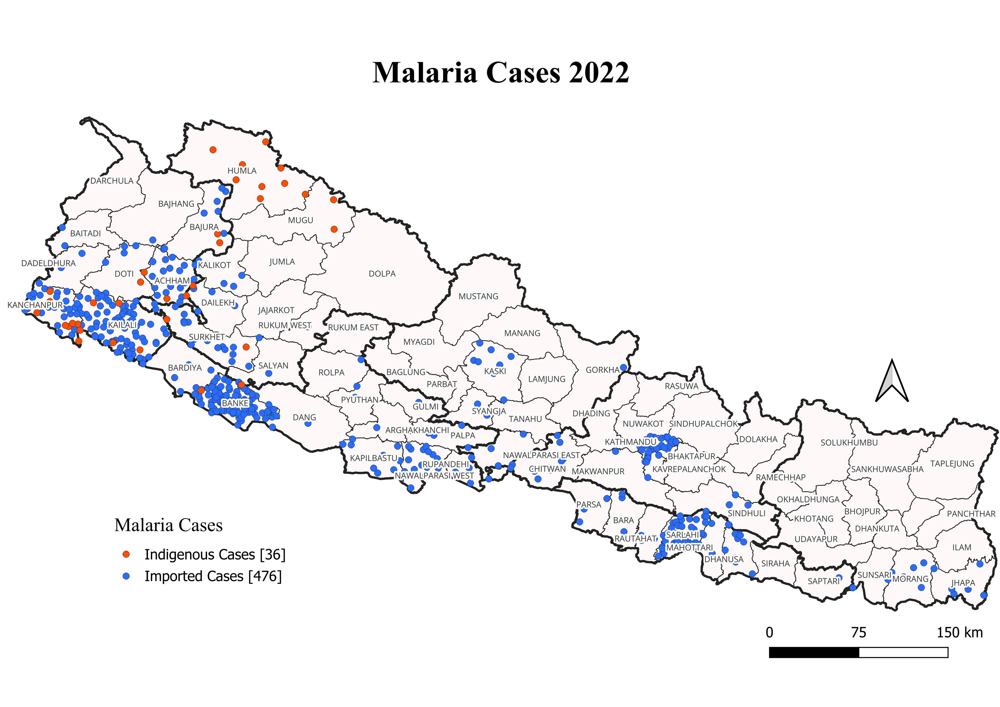 Malaria Cases 2022
HUMLA
DARCHULA
BAJHANG
MUGU
BAJURA
BAITADI
JUMLA
DADELDHURA
KALIKOT
DOTI
DOLPA
ACHHAM
MUSTANG
DAILEKH
KANCHANPUR
JAJARKOT
KAILALI
RUKUM WEST
RUKUM EAST
MANANG
SURKHET
MYAGDI
SALYAN
BARDIYA
GORKHA
KASKI
BAGLUNG
ROLPA
LAMJUNG
PARBAT
RASUWA
PYUTHAN
BANKE
GULMI
SYANGJA
DHADING
DANG
TANAHU
NUWAKOT
SINDHUPALCHOK
ARGHAKHANCHI
PALPA
DOLAKHA
KATHMANDU
SOLUKHUMBU
NAWALPARASI EAST
BHAKTAPUR
KAPILBASTU
RUPANDEHI
TAPLEJUNG
CHITWAN
KAVREPALANCHOK
SANKHUWASABHA
MAKWANPUR
NAWALPARASI WEST
RAMECHHAP
OKHALDHUNGA
PARSA
BHOJPUR
SINDHULI
PANCHTHAR
KHOTANG
BARA
DHANKUTA
SARLAHI
RAUTAHAT
UDAYAPUR
MAHOTTARI
ILAM
DHANUSA
SIRAHA
SUNSARI
MORANG
SAPTARI
JHAPA
Malaria Cases
Indigenous Cases [36]
Imported Cases [476]
0 75 150 km